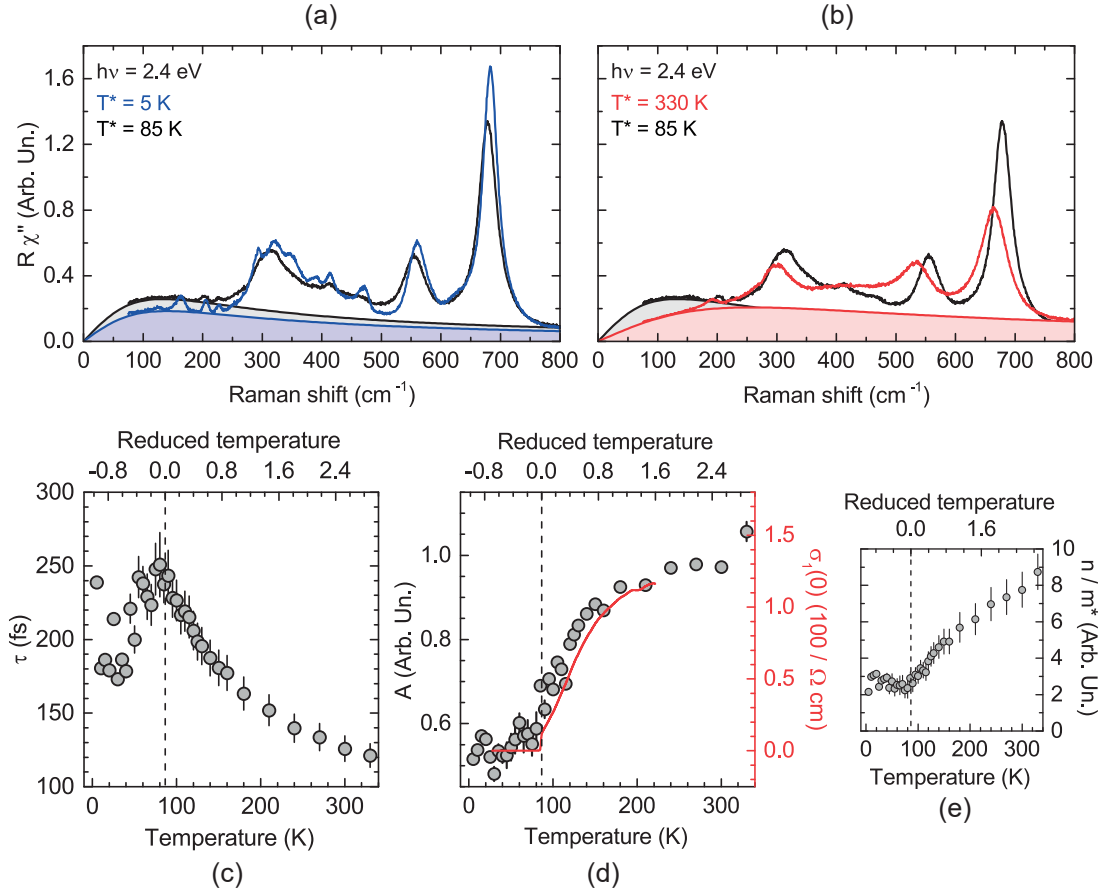 (a)
hν = 2.4 eV
T* = 5 K
T* = 85 K
R χ'' (Arb. Un.)
1.6
1.2
0.8
0.4
0.0
0 100 200 300 400 500 600 700 800
Raman shift (cm⁻¹)
(b)
hν = 2.4 eV
T* = 330 K
T* = 85 K
0 100 200 300 400 500 600 700 800
Raman shift (cm⁻¹)
Reduced temperature
-0.8 0.0 0.8 1.6 2.4
300
250
200
150
100
τ (fs)
0 100 200 300
Temperature (K)
(c)
Reduced temperature
-0.8 0.0 0.8 1.6 2.4
A (Arb. Un.)
1.0
0.8
0.6
1.5
1.0
0.5
0.0
σ₁(0) (100 / Ω cm)
0 100 200 300
Temperature (K)
(d)
Reduced temperature
0.0 1.6
10
8
6
4
2
0
n / m* (Arb. Un.)
0 100 200 300
Temperature (K)
(e)